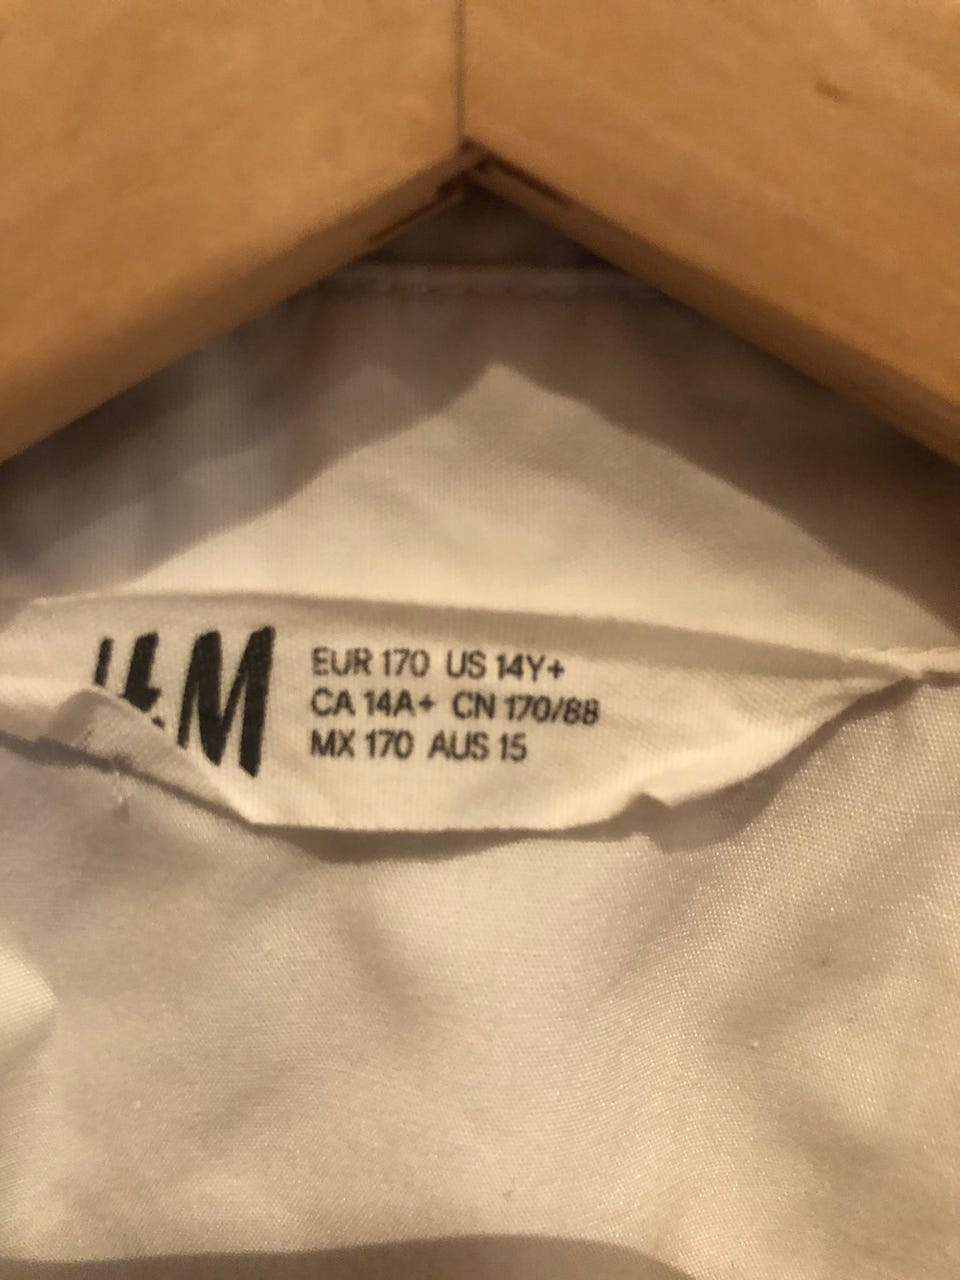 H&M
EUR 170 US 14Y+
CA 14A+ CN 170/88
MX 170 AUS 15